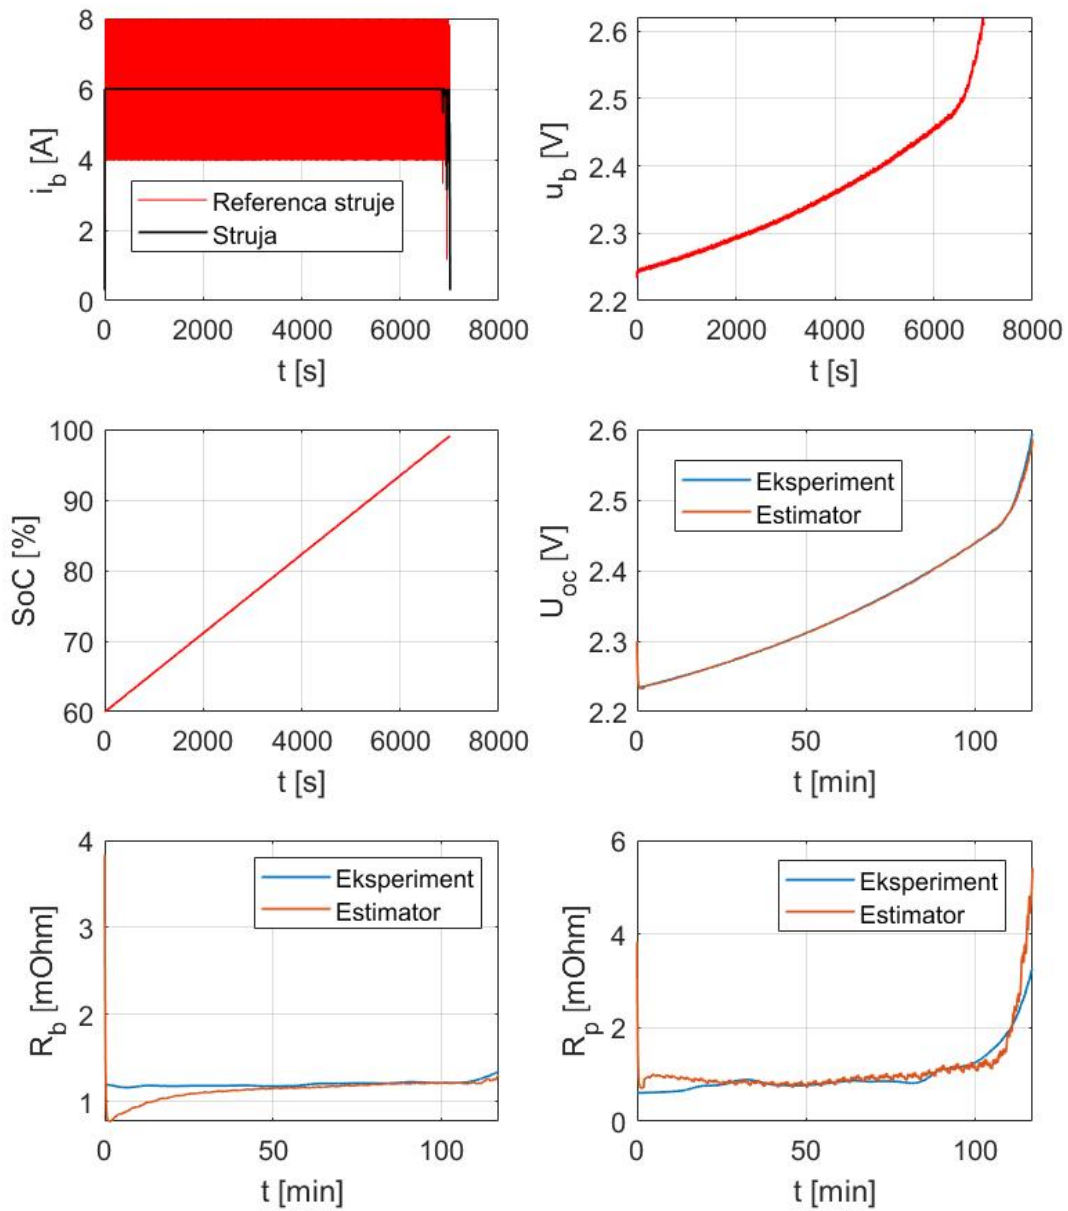 8
6
4
2
0
i_b [A]
Referenca struje
Struja
0 2000 4000 6000 8000
t [s]
2.6
2.5
2.4
2.3
2.2
u_b [V]
0 2000 4000 6000 8000
t [s]
100
90
80
70
60
SoC [%]
0 2000 4000 6000 8000
t [s]
2.6
2.5
2.4
2.3
2.2
U_oc [V]
Eksperiment
Estimator
0 50 100
t [min]
4
3
2
1
R_b [mOhm]
Eksperiment
Estimator
0 50 100
t [min]
6
4
2
0
R_p [mOhm]
Eksperiment
Estimator
0 50 100
t [min]